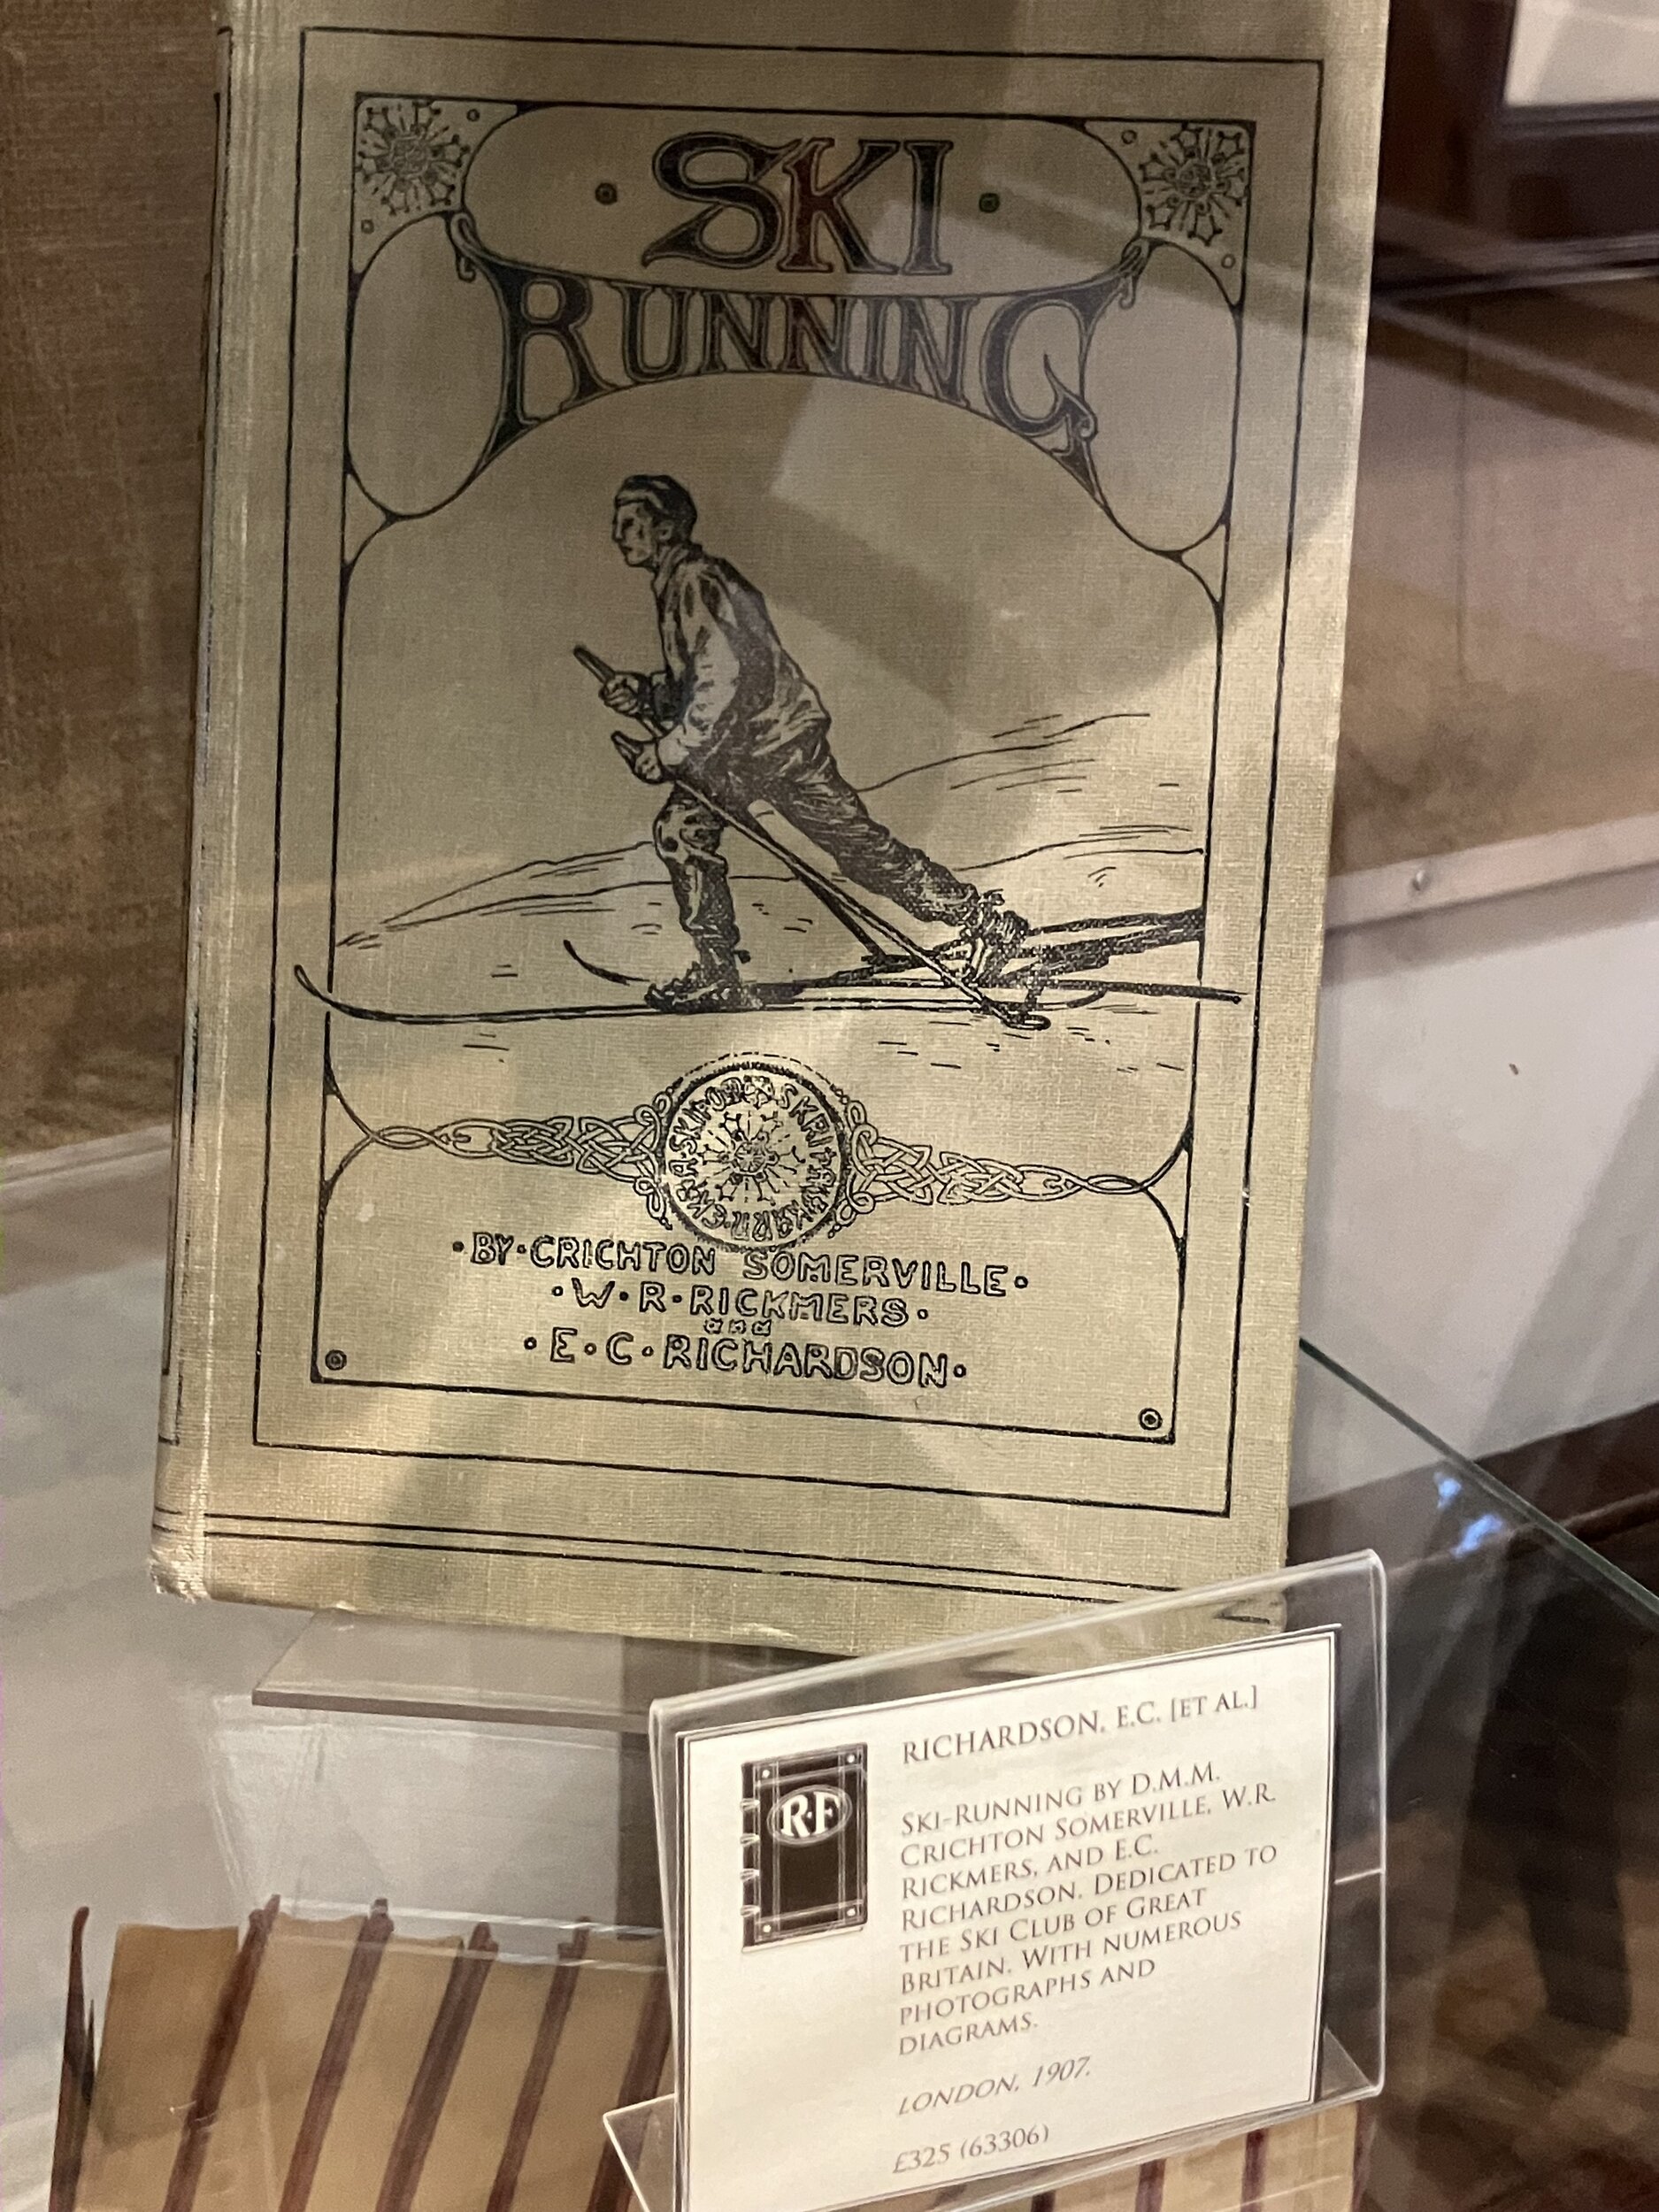 · SKI ·
RUNNING
· BY · CRICHTON SOMERVILLE ·
· W · R · RICKMERS ·
and
· E · C · RICHARDSON ·
R·F
RICHARDSON, E.C. [ET AL.]
SKI-RUNNING BY D.M.M.
CRICHTON SOMERVILLE, W.R.
RICKMERS, AND E.C.
RICHARDSON. DEDICATED TO
THE SKI CLUB OF GREAT
BRITAIN. WITH NUMEROUS
PHOTOGRAPHS AND
DIAGRAMS.
LONDON, 1907.
£325 (63306)